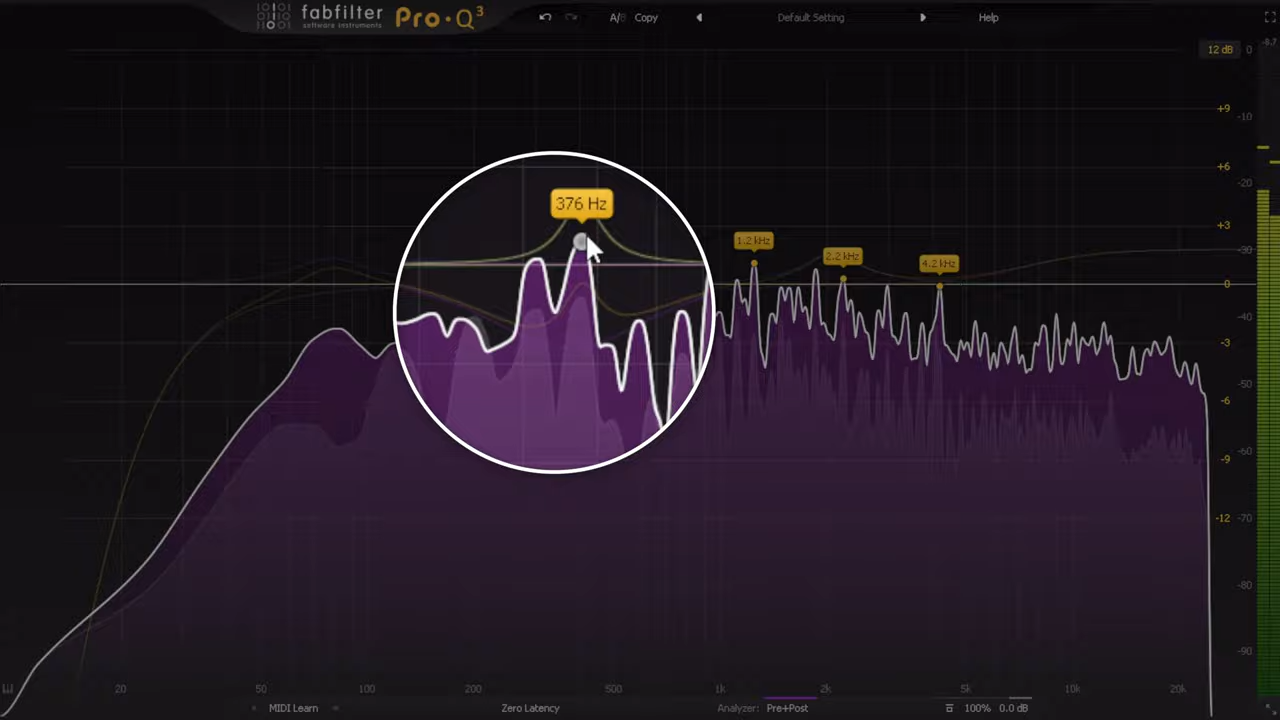 fabfilter
software instruments
Pro·Q³
A/B Copy
Default Setting
Help
12 dB 0
-8.7
+9
-10
+6
-20
+3
-30
0
-40
-3
-50
-6
-60
-9
-12 -70
-80
-90
376 Hz
1.2 kHz
2.2 kHz
4.2 kHz
20 50 100 200 500 1k 2k 5k 10k 20k
MIDI Learn Zero Latency Analyzer: Pre+Post 100% 0.0 dB